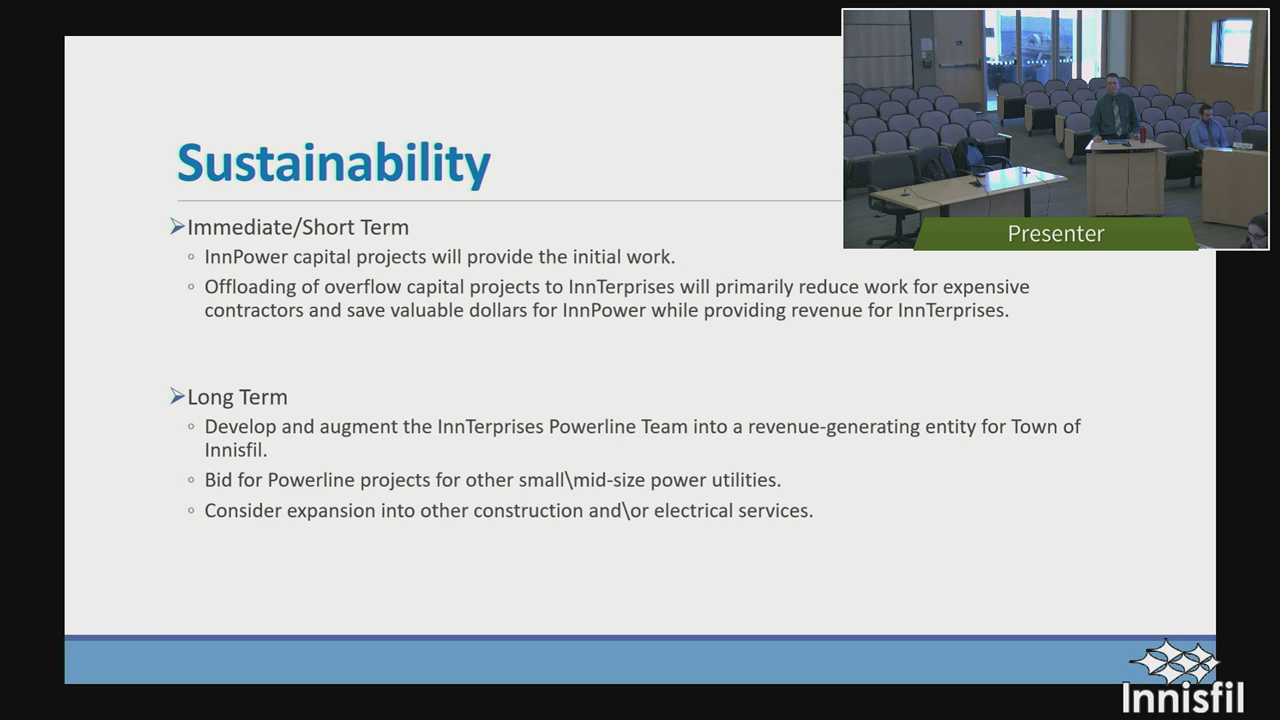 Sustainability
Immediate/Short Term
InnPower capital projects will provide the initial work.
Offloading of overflow capital projects to InnTerprises will primarily reduce work for expensive
contractors and save valuable dollars for InnPower while providing revenue for InnTerprises.
Long Term
Develop and augment the InnTerprises Powerline Team into a revenue-generating entity for Town of
Innisfil.
Bid for Powerline projects for other small\mid-size power utilities.
Consider expansion into other construction and\or electrical services.
Presenter
Innisfil